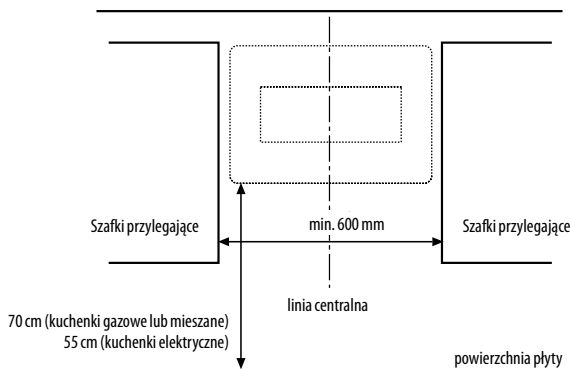 Szafki przylegające
min. 600 mm
Szafki przylegające
linia centralna
70 cm (kuchenki gazowe lub mieszane)
55 cm (kuchenki elektryczne)
powierzchnia płyty